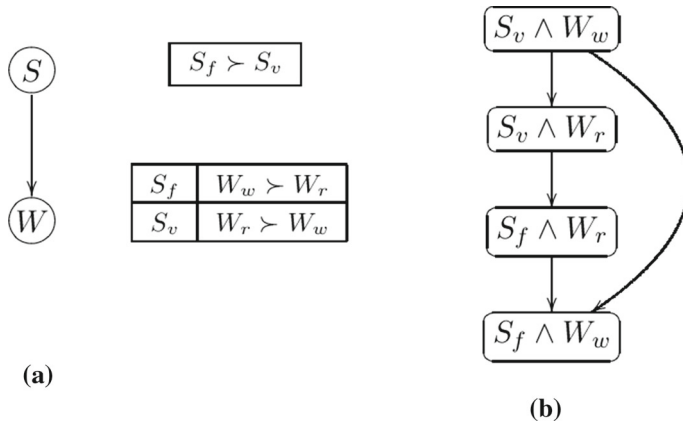 S
S_f ≻ S_v
W
S_f W_w ≻ W_r
S_v W_r ≻ W_w
(a)
S_v ∧ W_w
S_v ∧ W_r
S_f ∧ W_r
S_f ∧ W_w
(b)